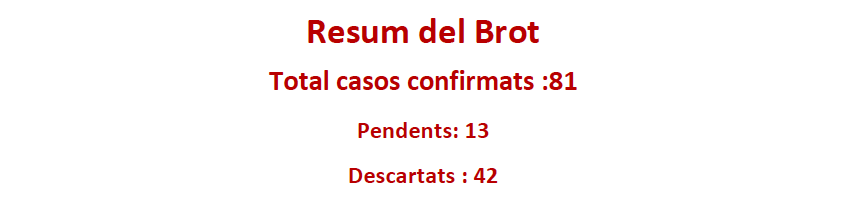 Resum del Brot
Total casos confirmats :81
Pendents: 13
Descartats : 42